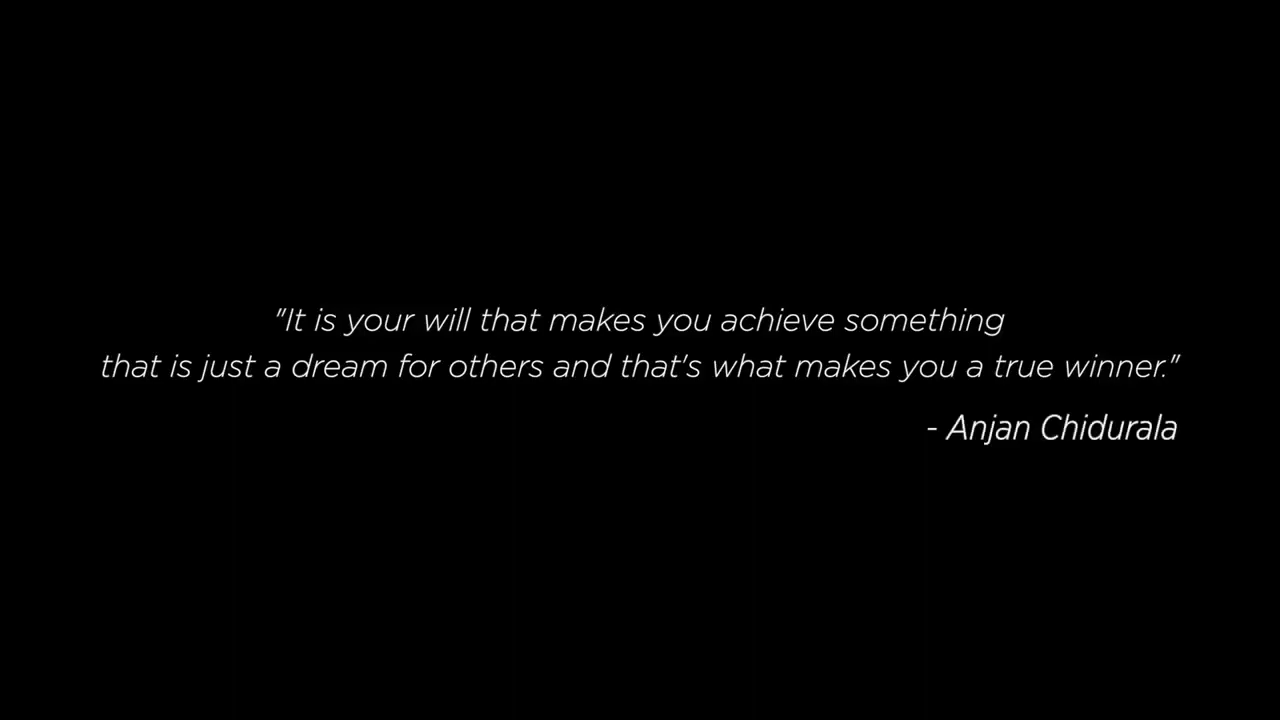 "It is your will that makes you achieve something
that is just a dream for others and that's what makes you a true winner."
- Anjan Chidurala